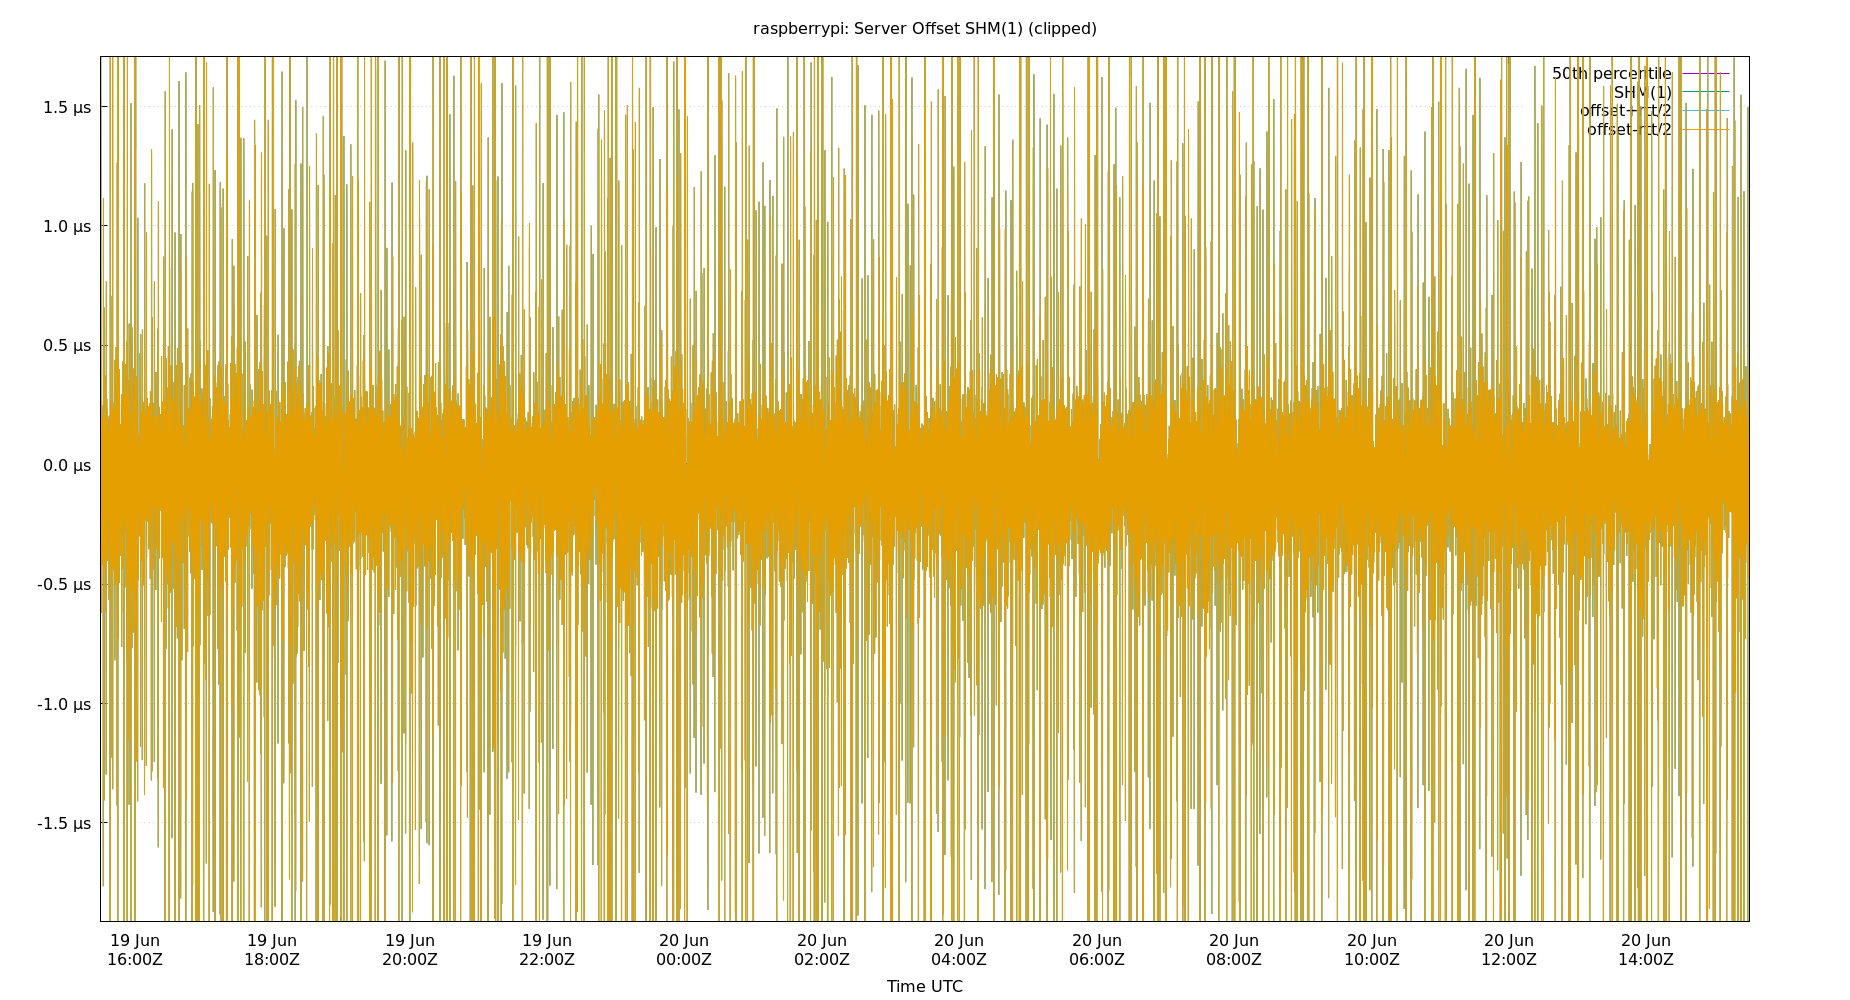 raspberrypi: Server Offset SHM(1) (clipped)
50th percentile
SHM(1)
offset+rtt/2
offset-rtt/2
1.5 µs
1.0 µs
0.5 µs
0.0 µs
-0.5 µs
-1.0 µs
-1.5 µs
19 Jun 19 Jun 19 Jun 19 Jun 20 Jun 20 Jun 20 Jun 20 Jun 20 Jun 20 Jun 20 Jun 20 Jun
16:00Z 18:00Z 20:00Z 22:00Z 00:00Z 02:00Z 04:00Z 06:00Z 08:00Z 10:00Z 12:00Z 14:00Z
Time UTC